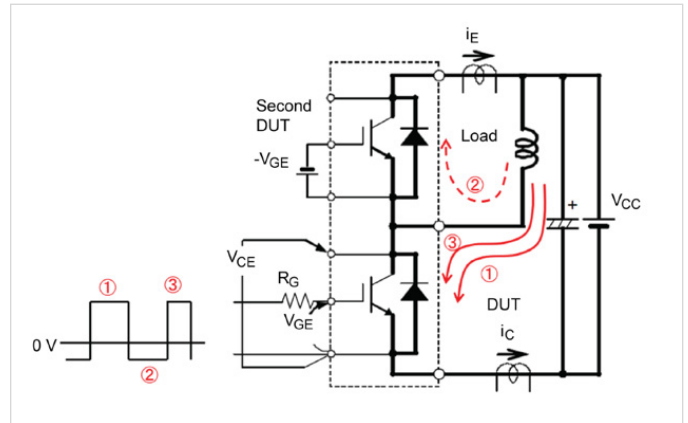 iE
Second
DUT
Load
-VGE
②
+
VCC
③
VCE
①
RG
①
③
VGE
DUT
0 V
iC
②